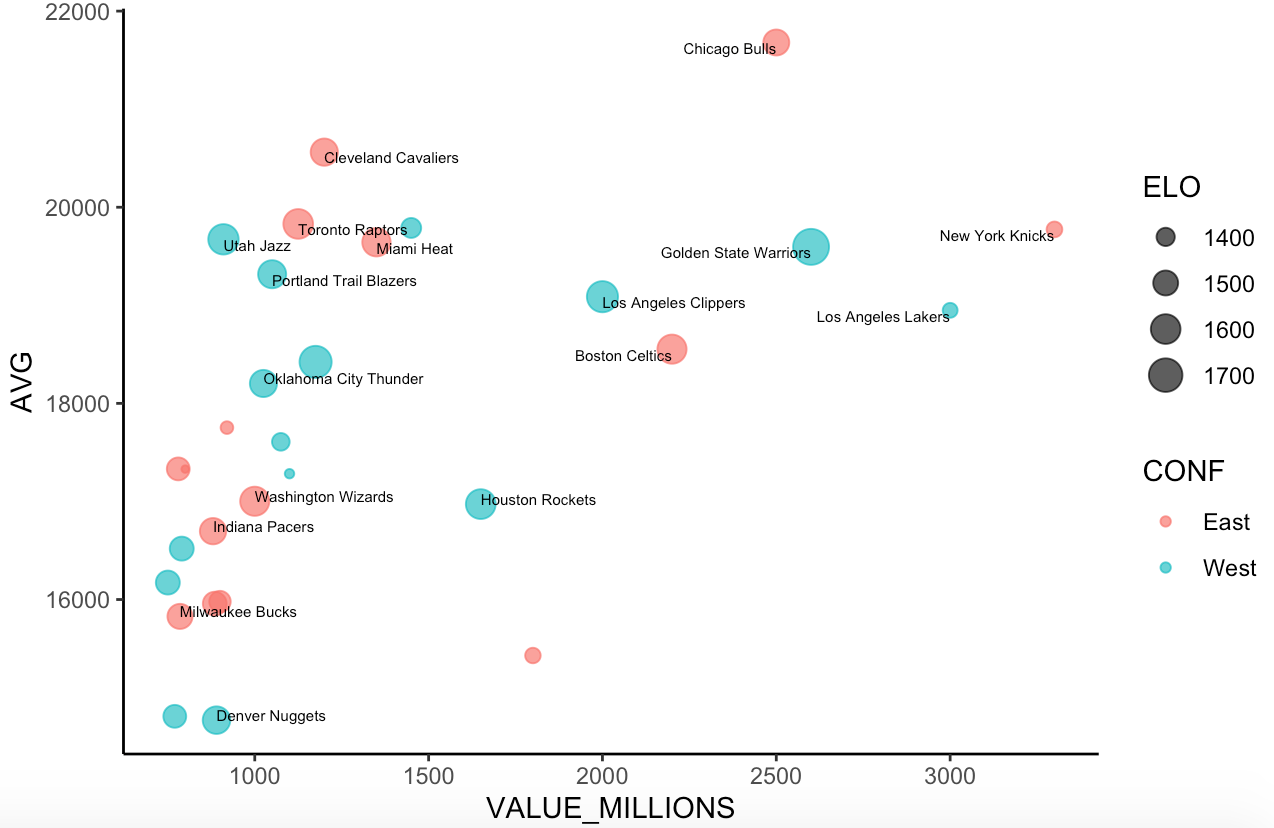 22000
Chicago Bulls
Cleveland Cavaliers
20000
Toronto Raptors
New York Knicks
Utah Jazz
Miami Heat
Golden State Warriors
Portland Trail Blazers
Los Angeles Clippers
Los Angeles Lakers
Boston Celtics
AVG
Oklahoma City Thunder
18000
Washington Wizards
Houston Rockets
Indiana Pacers
16000
Milwaukee Bucks
Denver Nuggets
1000 1500 2000 2500 3000
VALUE_MILLIONS
ELO
1400
1500
1600
1700
CONF
East
West